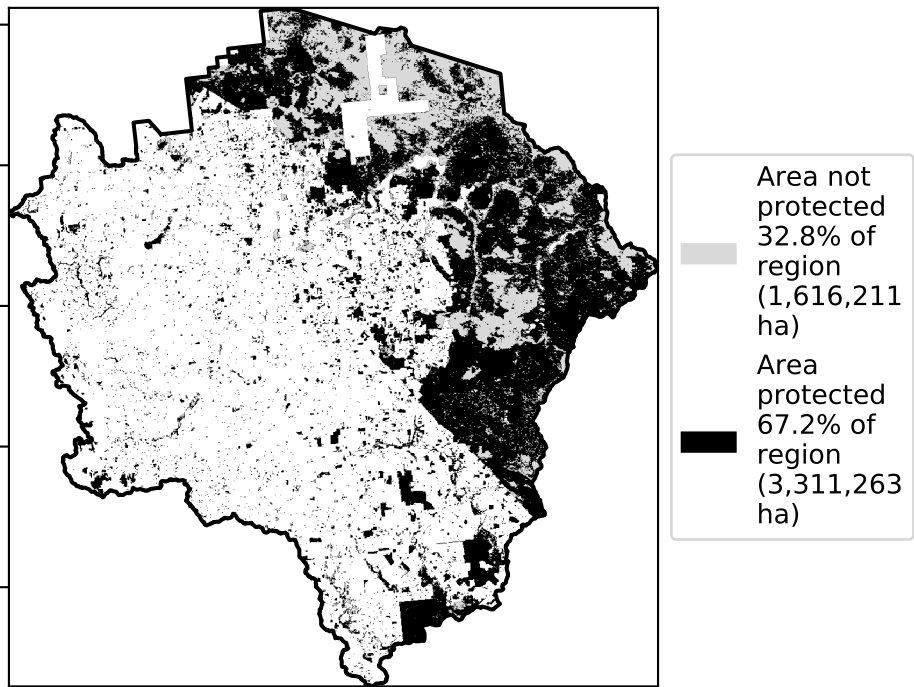 Area not
protected
32.8% of
region
(1,616,211
ha)
Area
protected
67.2% of
region
(3,311,263
ha)